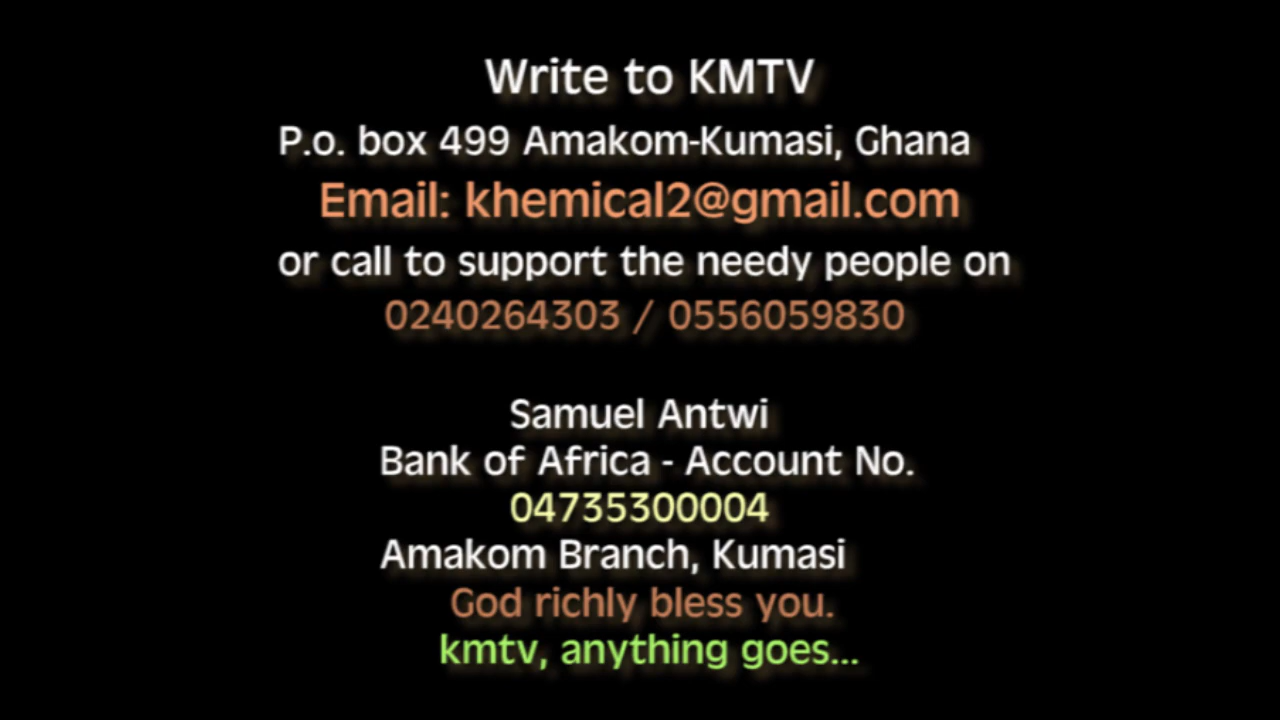 Write to KMTV
P.o. box 499 Amakom-Kumasi, Ghana
Email: khemical2@gmail.com
or call to support the needy people on
0240264303 / 0556059830
Samuel Antwi
Bank of Africa - Account No.
04735300004
Amakom Branch, Kumasi
God richly bless you.
kmtv, anything goes...